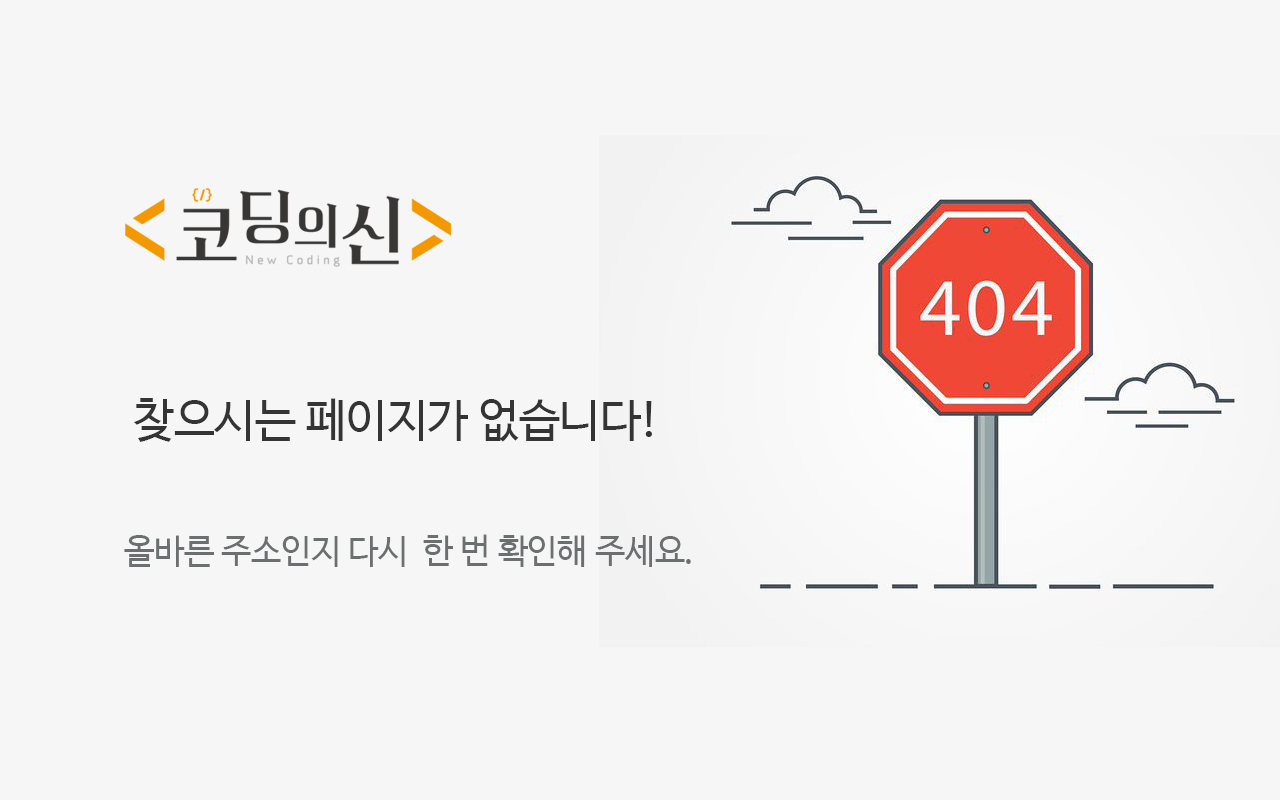 {/}
< 코딩의신 >
New Coding
찾으시는 페이지가 없습니다!
올바른 주소인지 다시 한 번 확인해 주세요.
404